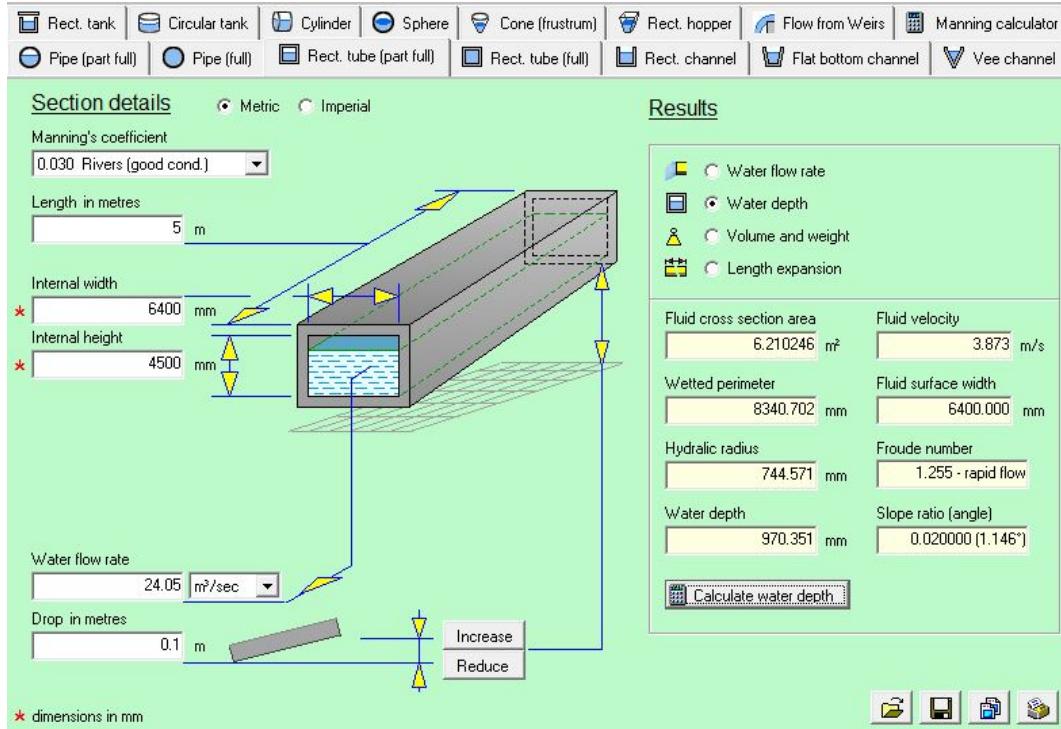 Rect. tank Circular tank Cylinder Sphere Cone (frustrum) Rect. hopper Flow from Weirs Manning calculator
Pipe (part full) Pipe (full) Rect. tube (part full) Rect. tube (full) Rect. channel Flat bottom channel Vee channel
Section details Metric Imperial
Manning's coefficient
0.030 Rivers (good cond.)
Length in metres
5 m
Internal width
* 6400 mm
Internal height
* 4500 mm
Water flow rate
24.05 m³/sec
Drop in metres
0.1 m
Increase
Reduce
* dimensions in mm
Results
Water flow rate
Water depth
Volume and weight
Length expansion
Fluid cross section area Fluid velocity
6.210246 m² 3.873 m/s
Wetted perimeter Fluid surface width
8340.702 mm 6400.000 mm
Hydralic radius Froude number
744.571 mm 1.255 - rapid flow
Water depth Slope ratio (angle)
970.351 mm 0.020000 (1.146°)
Calculate water depth